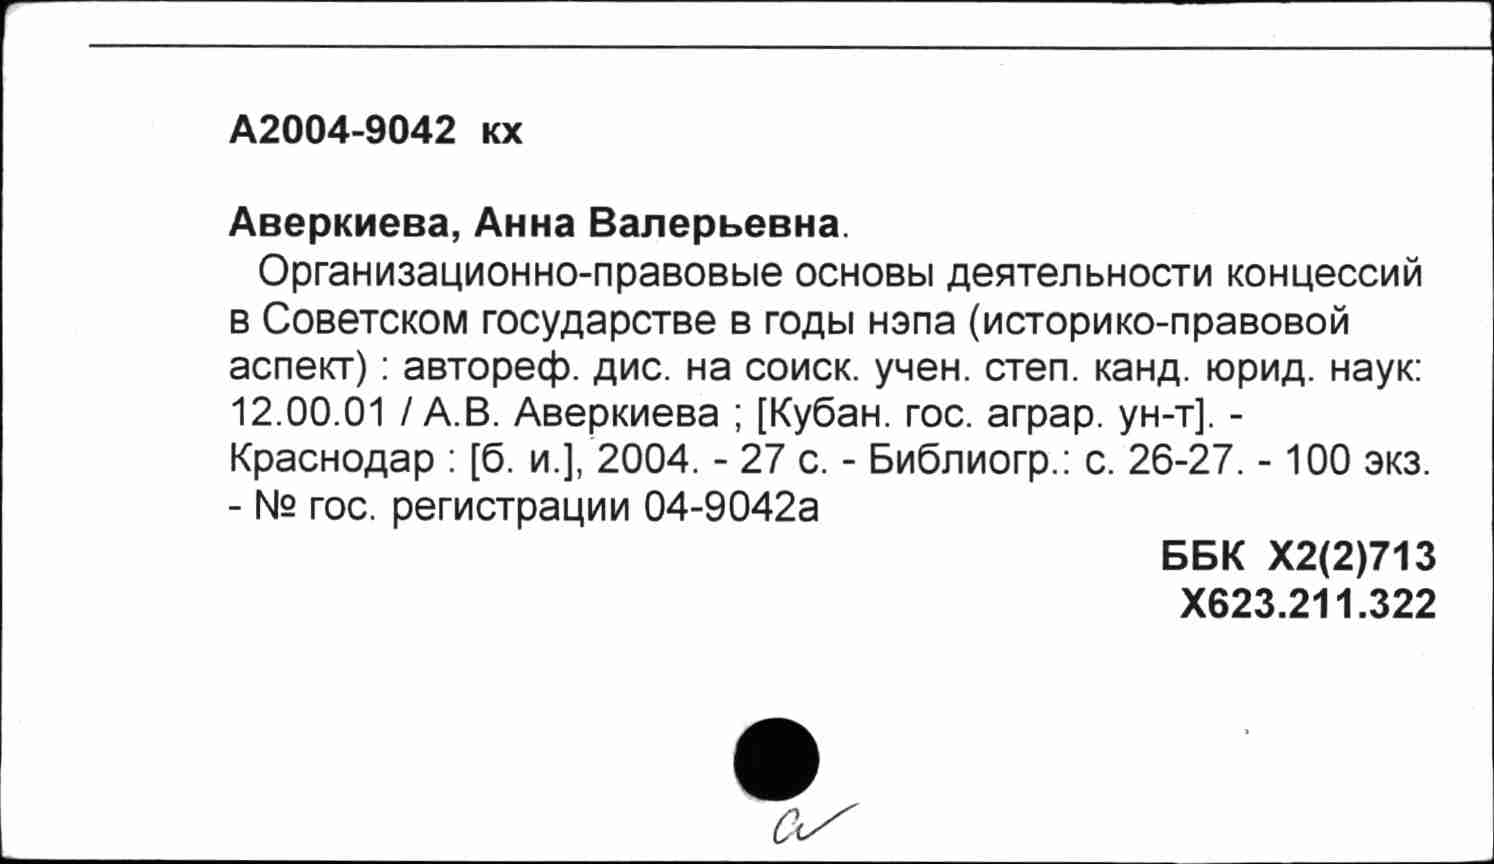 А2004-9042 кх
Аверкиева, Анна Валерьевна.
Организационно-правовые основы деятельности концессий
в Советском государстве в годы нэпа (историко-правовой
аспект) : автореф. дис. на соиск. учен. степ. канд. юрид. наук:
12.00.01 / А.В. Аверкиева ; [Кубан. гос. аграр. ун-т]. -
Краснодар : [б. и.], 2004. - 27 с. - Библиогр.: с. 26-27. - 100 экз.
- № гос. регистрации 04-9042а
ББК Х2(2)713
Х623.211.322